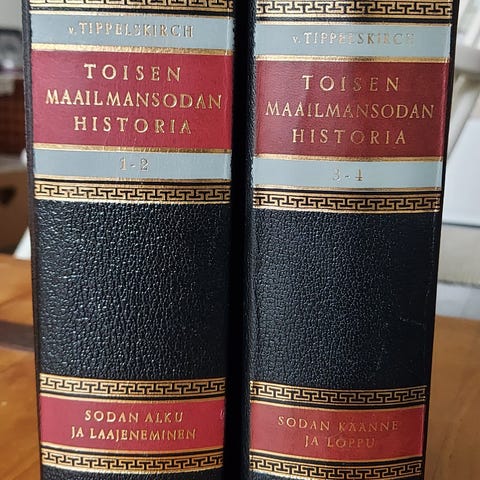 v. TIPPELSKIRCH
TOISEN
MAAILMANSODAN
HISTORIA
1-2
SODAN ALKU
JA LAAJENEMINEN
v. TIPPELSKIRCH
TOISEN
MAAILMANSODAN
HISTORIA
3-4
SODAN KÄÄNNE
JA LOPPU